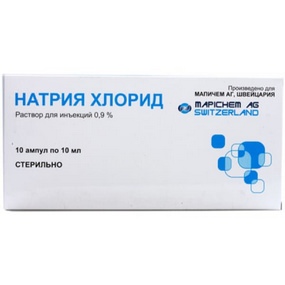 Произведено для
МАПИЧЕМ АГ, ШВЕЙЦАРИЯ
MAPICHEM AG
SWITZERLAND
НАТРИЯ ХЛОРИД
Раствор для инъекций 0,9 %
10 ампул по 10 мл
СТЕРИЛЬНО